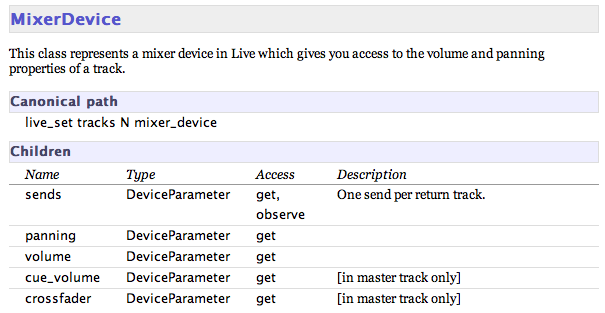 MixerDevice
This class represents a mixer device in Live which gives you access to the volume and panning
properties of a track.
Canonical path
live_set tracks N mixer_device
Children
Name Type Access Description
sends DeviceParameter get, One send per return track.
observe
panning DeviceParameter get
volume DeviceParameter get
cue_volume DeviceParameter get [in master track only]
crossfader DeviceParameter get [in master track only]